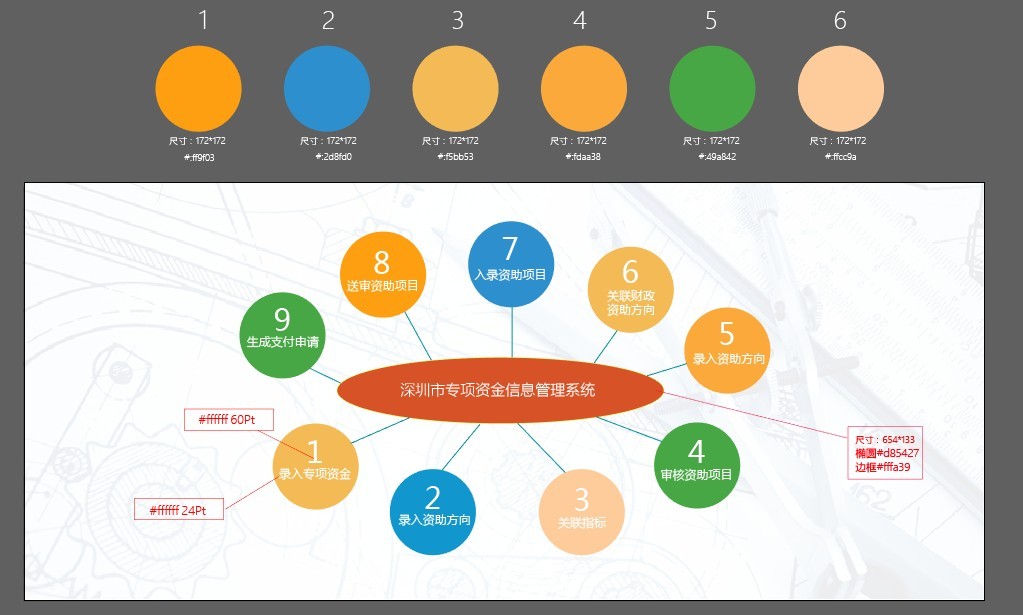 1 2 3 4 5 6
尺寸：172*172 尺寸：172*172 尺寸：172*172 尺寸：172*172 尺寸：172*172 尺寸：172*172
#:ff9f03 #:2d8fd0 #:f5bb53 #:fdaa38 #:49a842 #:ffcc9a
7
入录资助项目
8
送审资助项目
6
关联财政
资助方向
9
生成支付申请
5
录入资助方向
深圳市专项资金信息管理系统
#ffffff 60Pt
1
录入专项资金
#ffffff 24Pt
2
录入资助方向
3
关联指标
4
审核资助项目
尺寸：654*133
椭圆#d85427
边框#fffa39